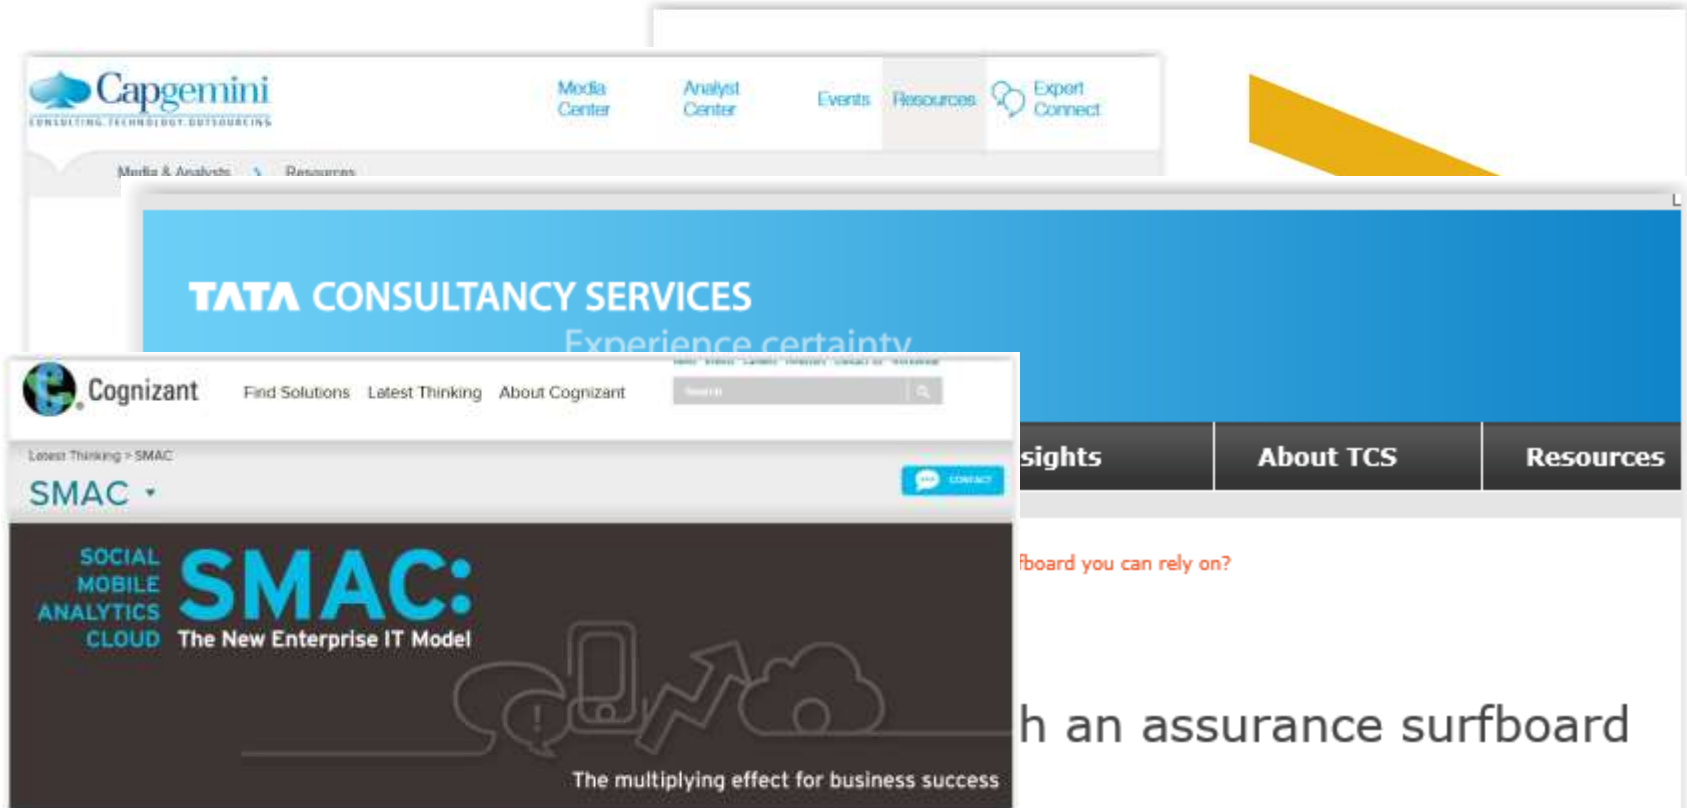 Capgemini
CONSULTING.TECHNOLOGY.OUTSOURCING
Media Center
Analyst Center
Events
Resources
Expert Connect
Media & Analysts > Resources
L
TATA CONSULTANCY SERVICES
Experience certainty
sights
About TCS
Resources
Cognizant
Find Solutions Latest Thinking About Cognizant
Search
Latest Thinking > SMAC
SMAC
CONTACT
SOCIAL
MOBILE
ANALYTICS
CLOUD
SMAC:
The New Enterprise IT Model
The multiplying effect for business success
fboard you can rely on?
h an assurance surfboard